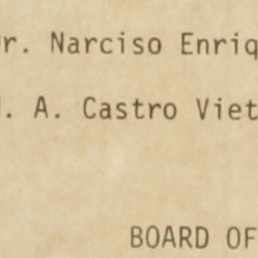 r. Narciso Enriq
. A. Castro Viet
BOARD OF